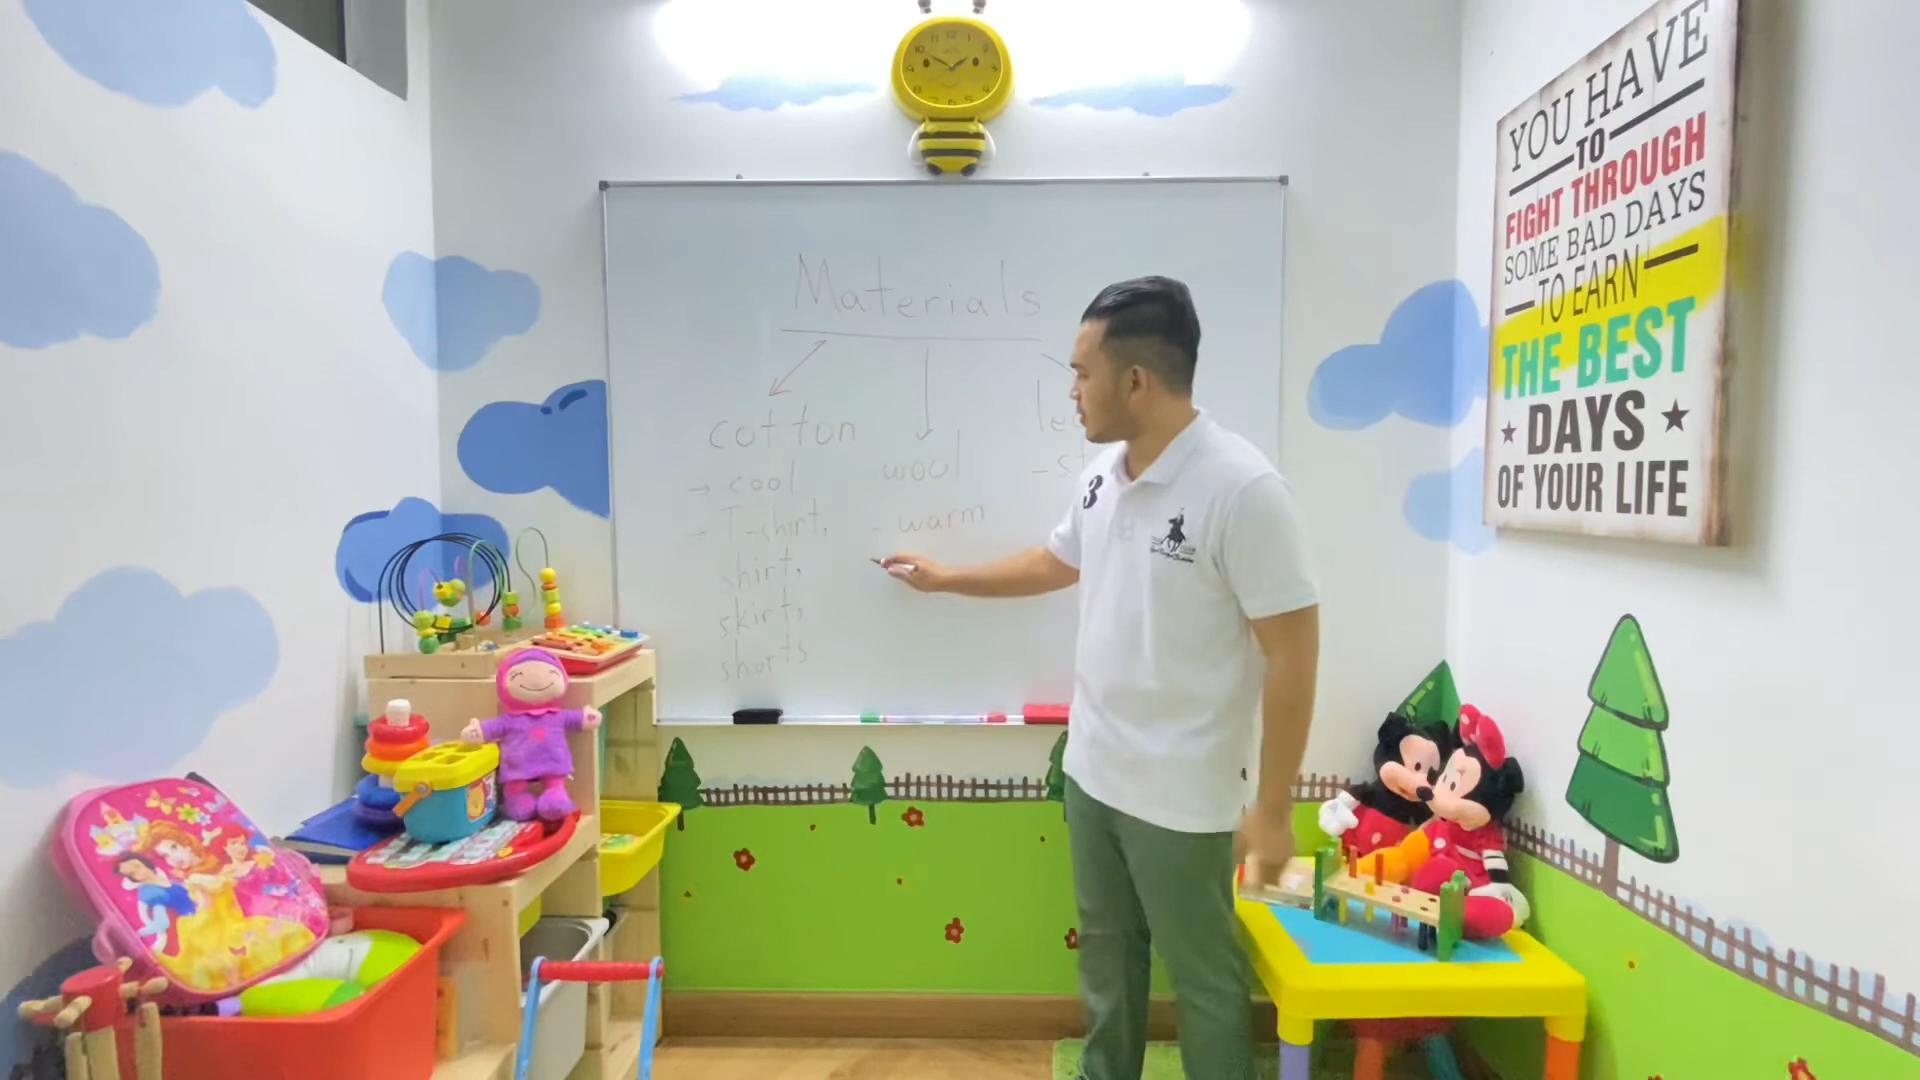 Materials
cotton
→ cool
→ T-shirt,
shirt,
skirt,
shorts
wool
- warm
YOU HAVE
TO
FIGHT THROUGH
SOME BAD DAYS
TO EARN
THE BEST
★ DAYS ★
OF YOUR LIFE
3